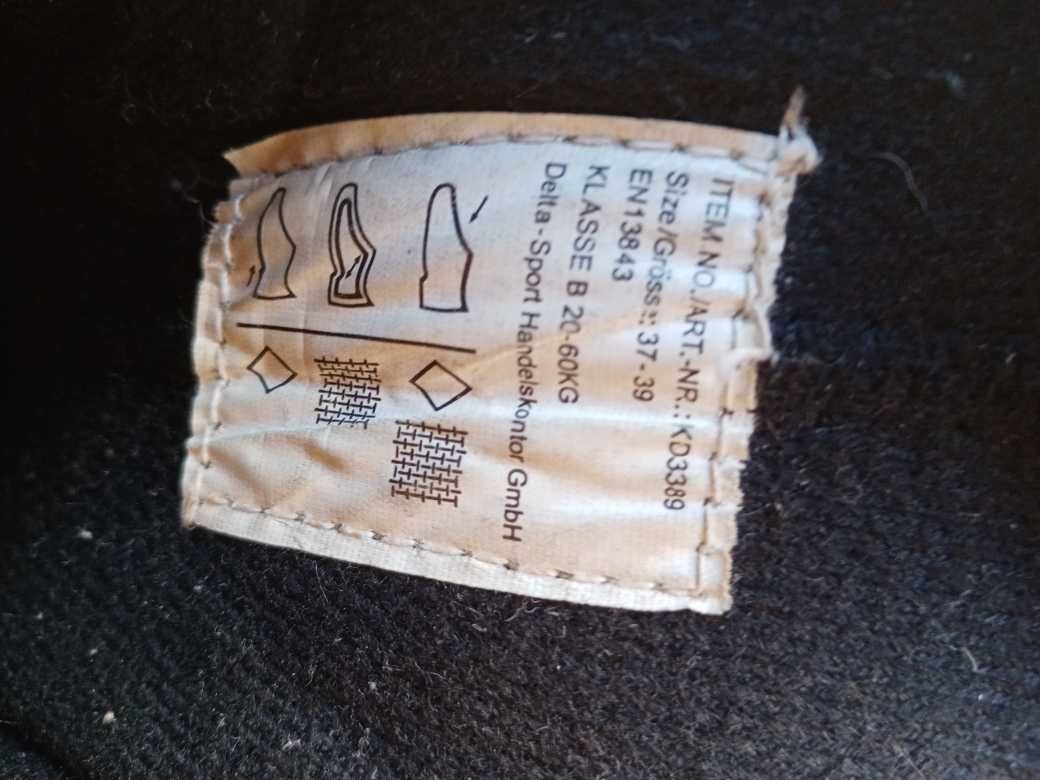 ITEM NO./ART.-NR.: KD3389
Size/Grösse: 37-39
EN13843
KLASSE B 20-60KG
Delta-Sport Handelskontor GmbH